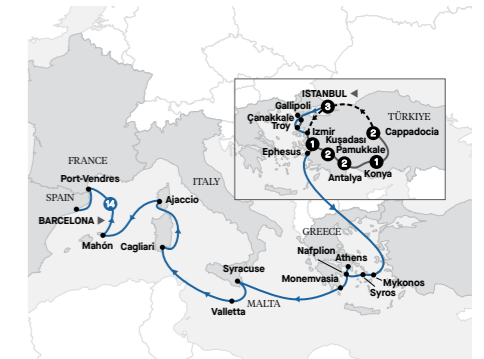 ISTANBUL
Gallipoli
3
Çanakkale
TÜRKIYE
Troy
Izmir
2
Cappadocia
1
Kuşadası
Ephesus
2
Pamukkale
2
1
Antalya
Konya
FRANCE
Port-Vendres
ITALY
SPAIN
14
Ajaccio
BARCELONA
GREECE
Mahón
Cagliari
Nafplion
Athens
Syracuse
Monemvasia
Mykonos
Syros
MALTA
Valletta